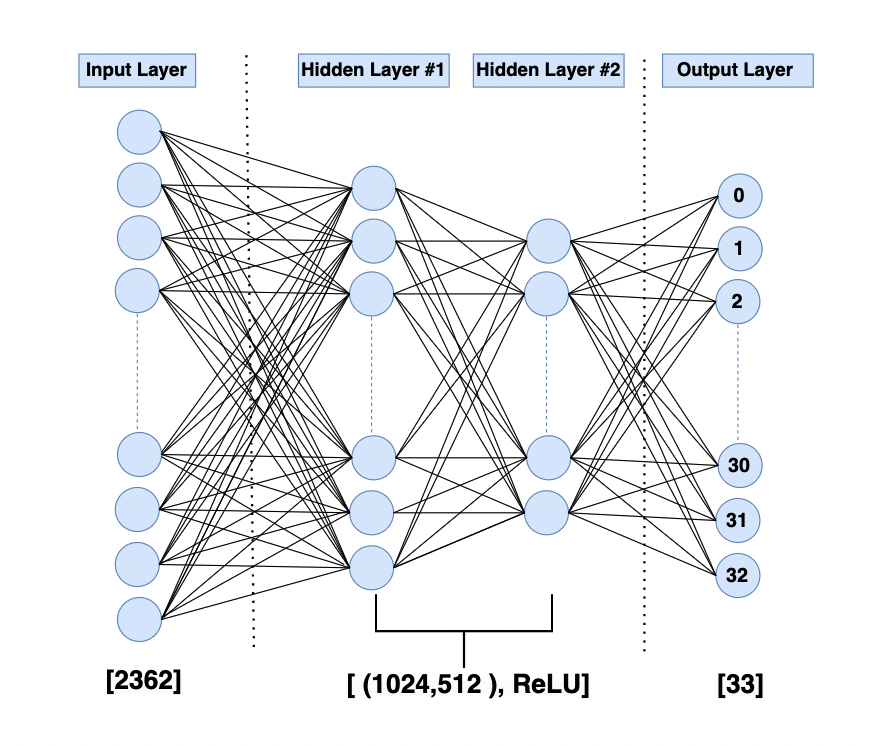 Input Layer
Hidden Layer #1
Hidden Layer #2
Output Layer
0
1
2
30
31
32
[2362]
[ (1024,512 ), ReLU]
[33]